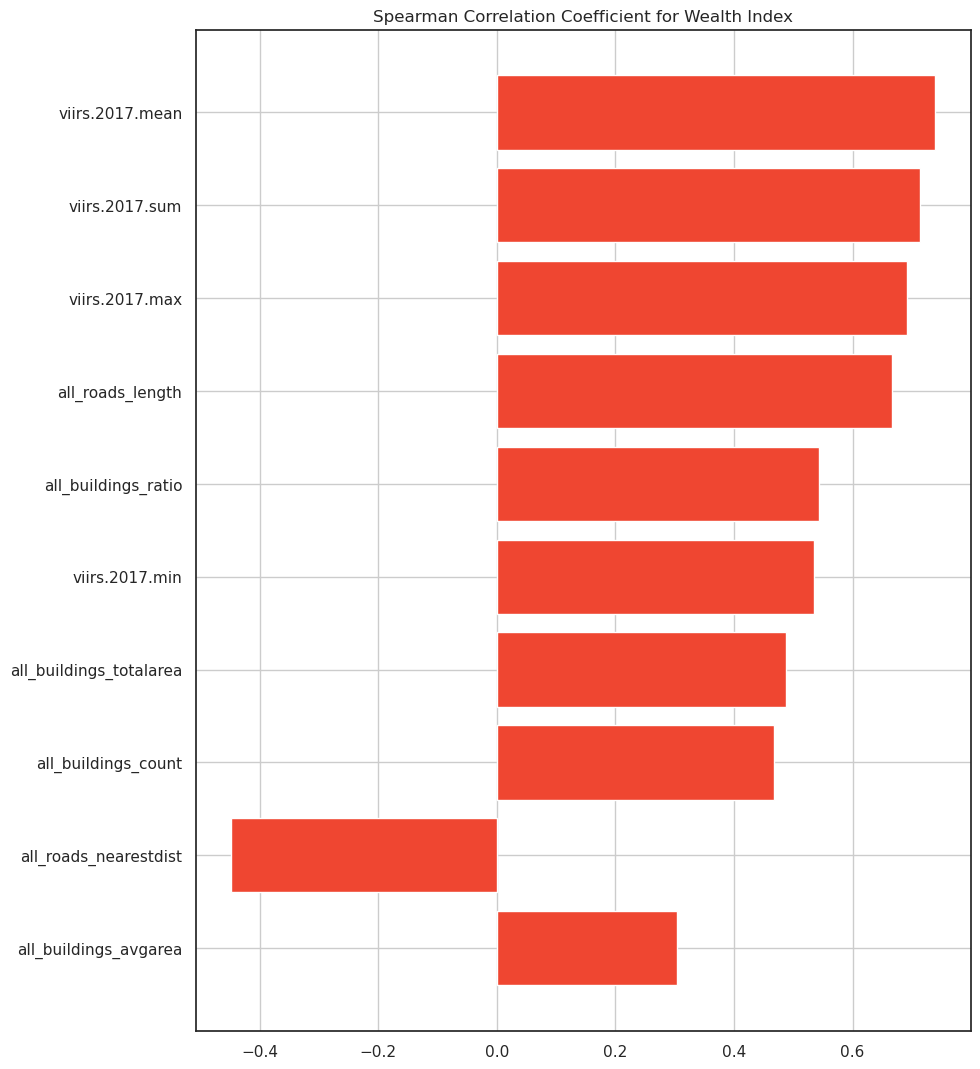 Spearman Correlation Coefficient for Wealth Index
viirs.2017.mean
viirs.2017.sum
viirs.2017.max
all_roads_length
all_buildings_ratio
viirs.2017.min
all_buildings_totalarea
all_buildings_count
all_roads_nearestdist
all_buildings_avgarea
−0.4 −0.2 0.0 0.2 0.4 0.6